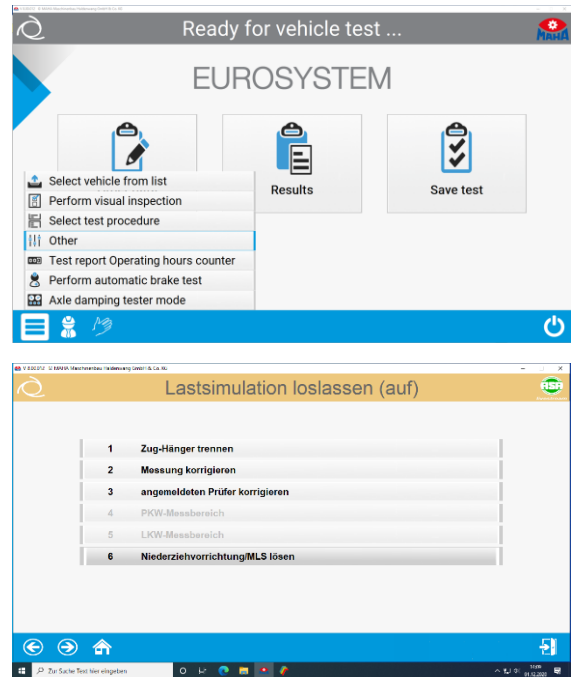 Ready for vehicle test ...
MAHA
EUROSYSTEM
Results
Save test
Select vehicle from list
Perform visual inspection
Select test procedure
Other
Test report Operating hours counter
Perform automatic brake test
Axle damping tester mode
Lastsimulation loslassen (auf)
ASA
1 Zug-Hänger trennen
2 Messung korrigieren
3 angemeldeten Prüfer korrigieren
4 PKW-Messbereich
5 LKW-Messbereich
6 Niederziehvorrichtung/MLS lösen
Zur Suche Text hier eingeben